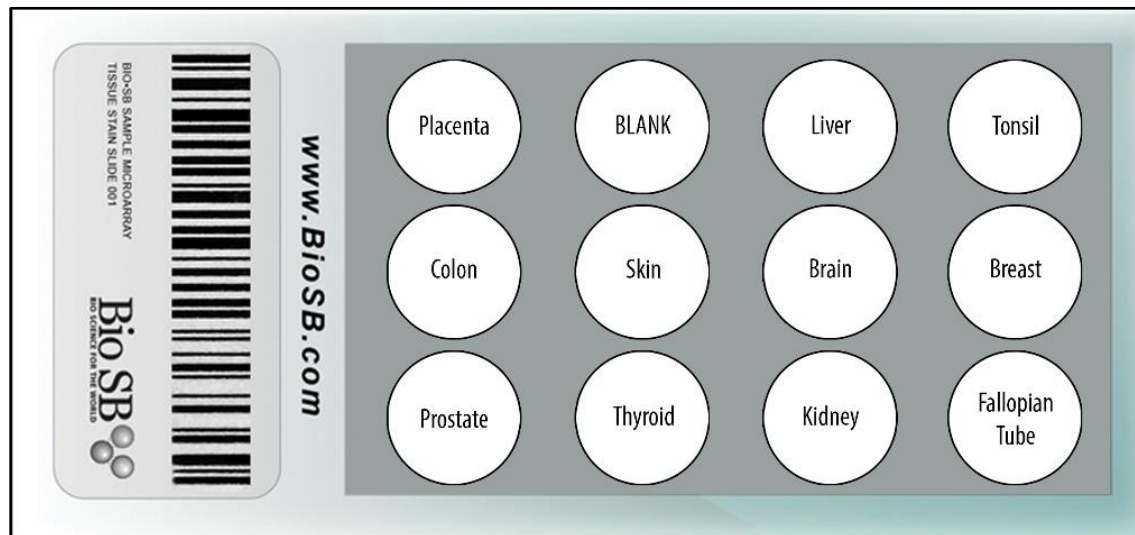 BIO-SB SAMPLE MICROARRAY
TISSUE STAIN SLIDE 001
Bio SB
BIO SCIENCE FOR THE WORLD
www.BioSB.com
Placenta
BLANK
Liver
Tonsil
Colon
Skin
Brain
Breast
Prostate
Thyroid
Kidney
Fallopian
Tube